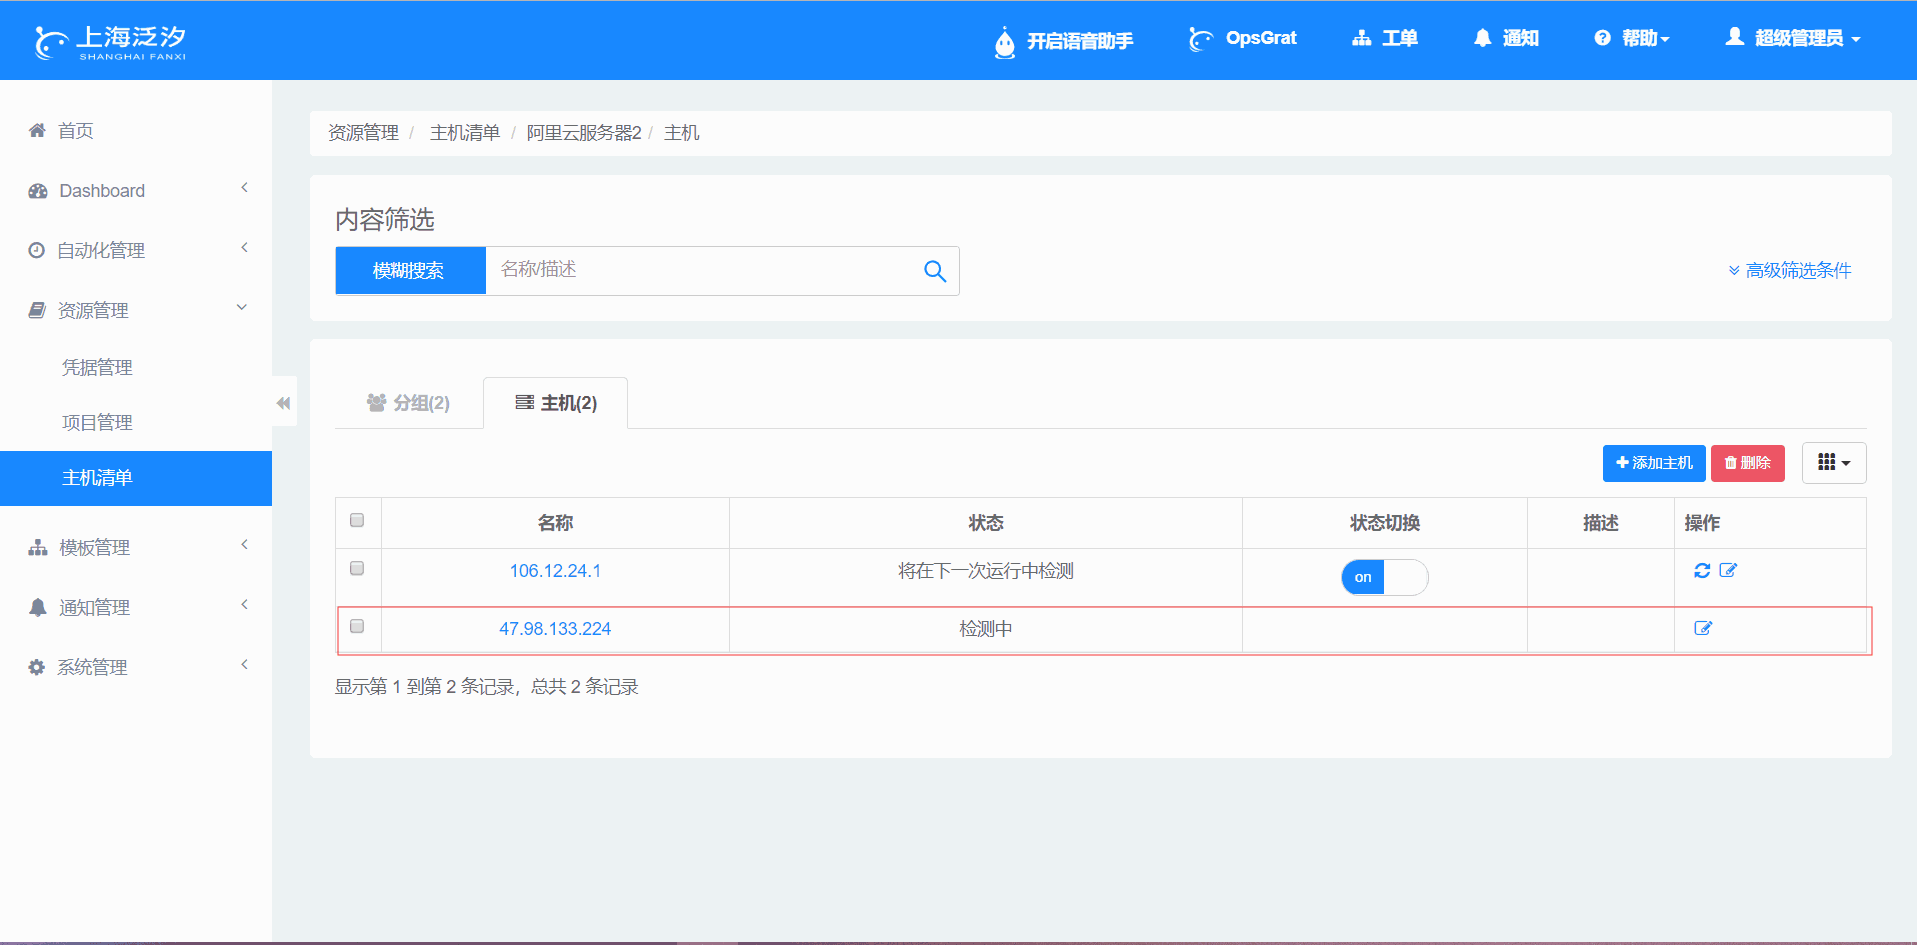 上海泛汐
SHANGHAI FANXI
开启语音助手
OpsGrat
工单
通知
帮助
超级管理员
首页
Dashboard
自动化管理
资源管理
凭据管理
项目管理
主机清单
模板管理
通知管理
系统管理
资源管理 / 主机清单 / 阿里云服务器2 / 主机
内容筛选
模糊搜索 名称/描述
高级筛选条件
分组(2) 主机(2)
添加主机 删除
名称 状态 状态切换 描述 操作
106.12.24.1 将在下一次运行中检测 on
47.98.133.224 检测中
显示第 1 到第 2 条记录，总共 2 条记录